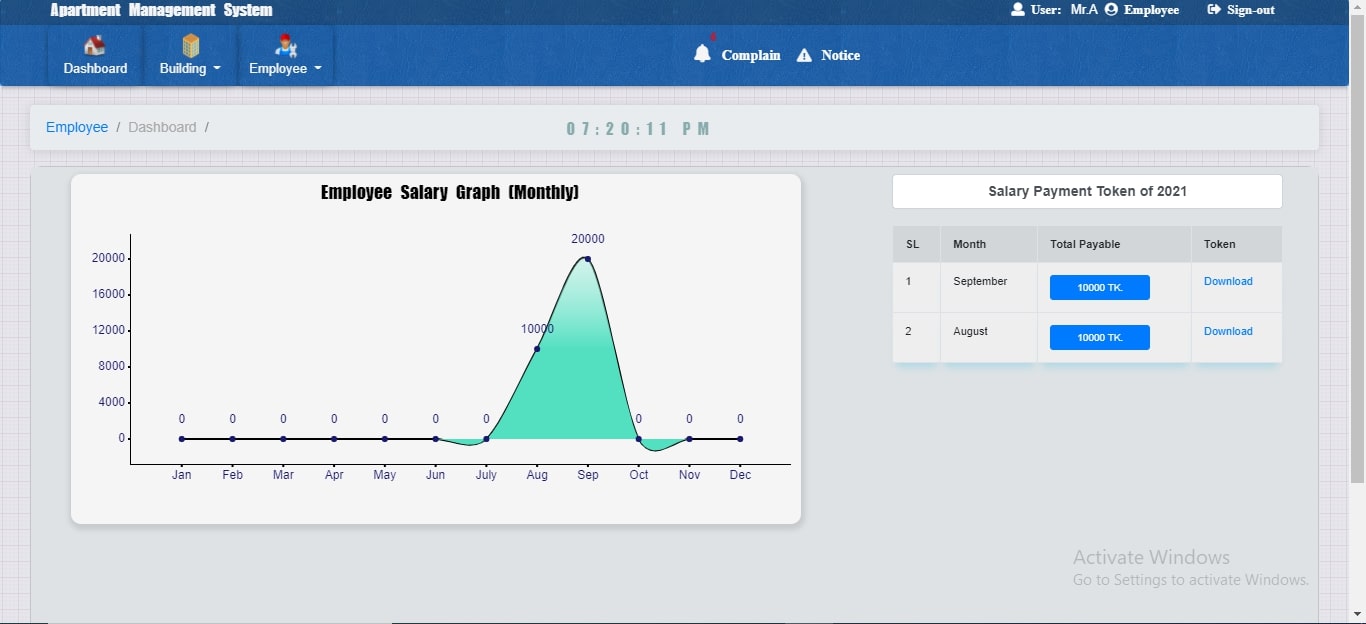 Apartment Management System
User: Mr.A Employee Sign-out
Dashboard Building Employee
Complain Notice
Employee / Dashboard /
07:20:11 PM
Employee Salary Graph (Monthly)
20000
20000
16000
12000
10000
8000
4000
0
0 0 0 0 0 0 0 0 0 0
Jan Feb Mar Apr May Jun July Aug Sep Oct Nov Dec
Salary Payment Token of 2021
SL Month Total Payable Token
1 September 10000 TK. Download
2 August 10000 TK. Download
Activate Windows
Go to Settings to activate Windows.